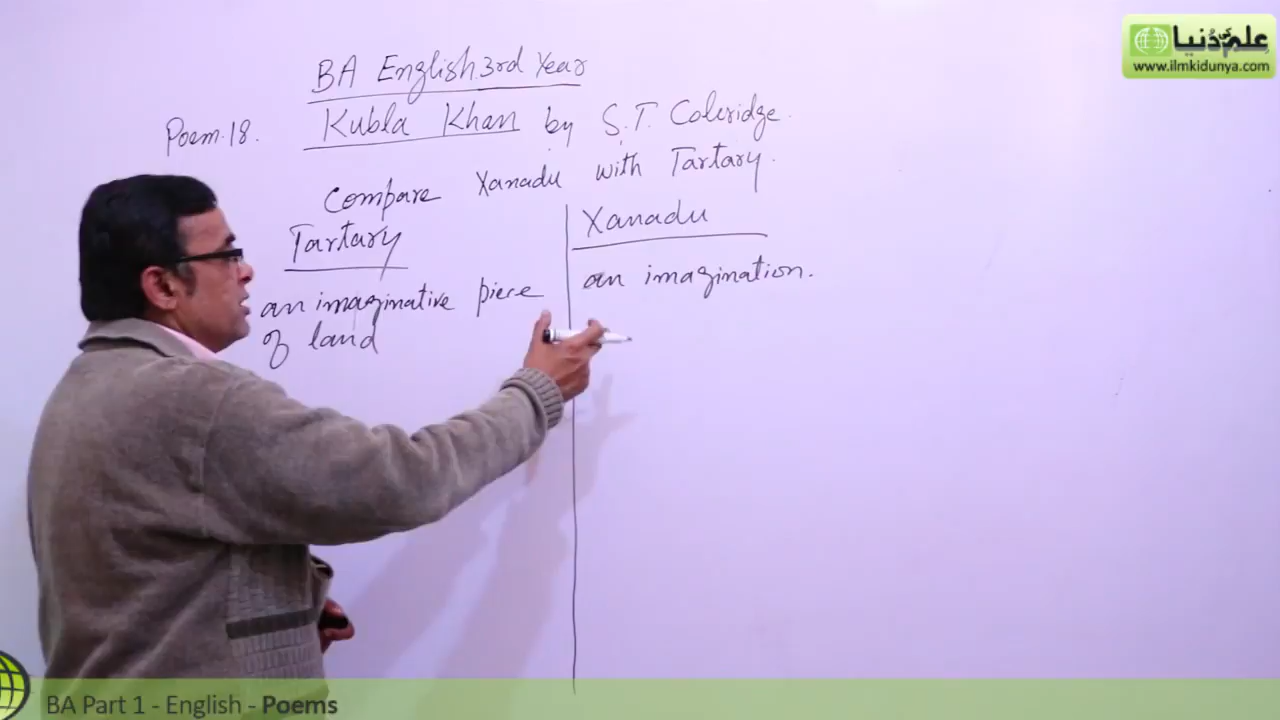 علم کی دُنیا
www.ilmkidunya.com
BA English 3rd Year
Poem.18. Kubla Khan by S.T. Coleridge.
Compare Xanadu with Tartary.
Tartary
an imaginative piece
of land
Xanadu
an imagination.
BA Part 1 - English - Poems